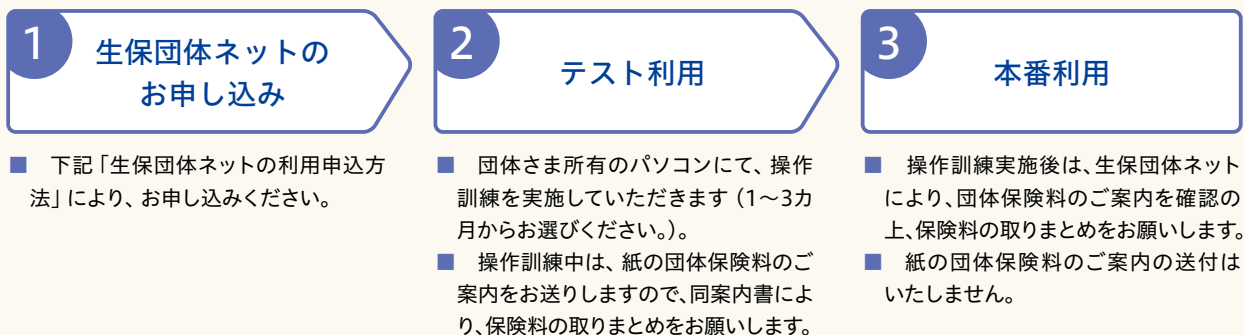 1
生保団体ネットの
お申し込み
■ 下記「生保団体ネットの利用申込方
法」により、お申し込みください。
2
テスト利用
■ 団体さま所有のパソコンにて、操作
訓練を実施していただきます（1～3カ
月からお選びください。）。
■ 操作訓練中は、紙の団体保険料のご
案内をお送りしますので、同案内書によ
り、保険料の取りまとめをお願いします。
3
本番利用
■ 操作訓練実施後は、生保団体ネット
により、団体保険料のご案内を確認の
上、保険料の取りまとめをお願いします。
■ 紙の団体保険料のご案内の送付は
いたしません。